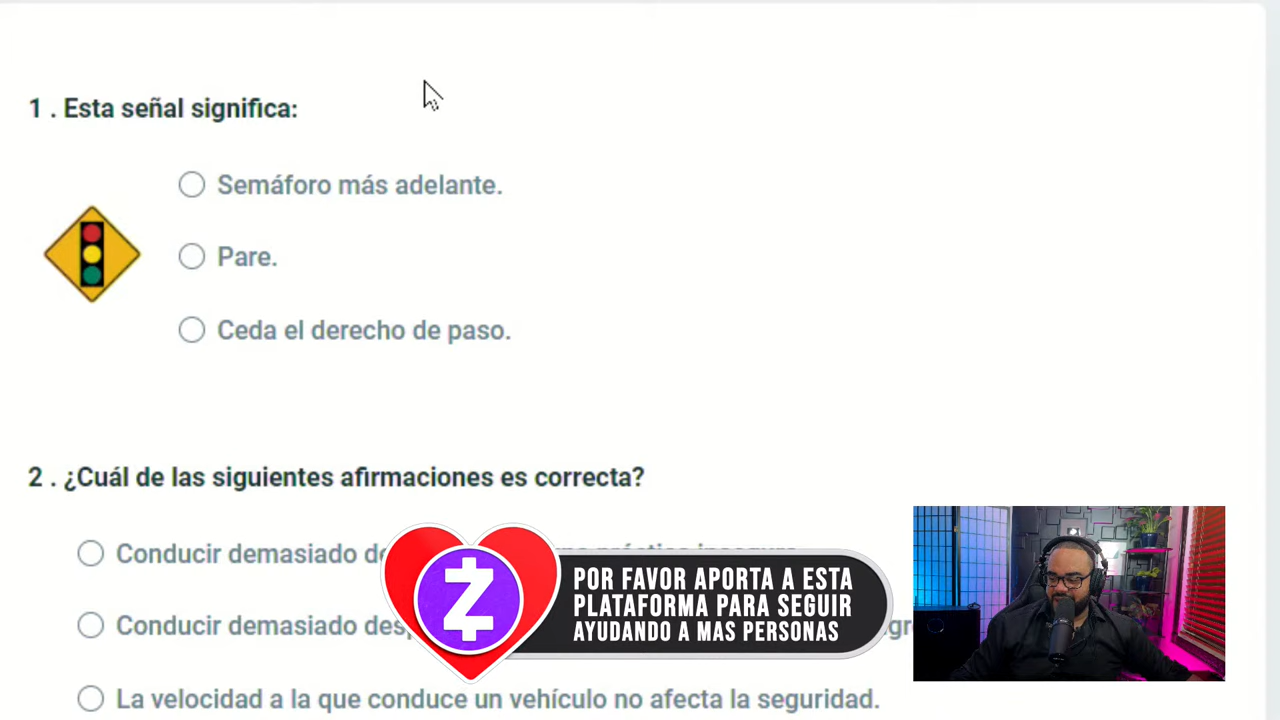 1 . Esta señal significa:
Semáforo más adelante.
Pare.
Ceda el derecho de paso.
2 . ¿Cuál de las siguientes afirmaciones es correcta?
Conducir demasiado
Conducir demasiado
La velocidad a la que conduce un vehículo no afecta la seguridad.
POR FAVOR APORTA A ESTA
PLATAFORMA PARA SEGUIR
AYUDANDO A MAS PERSONAS